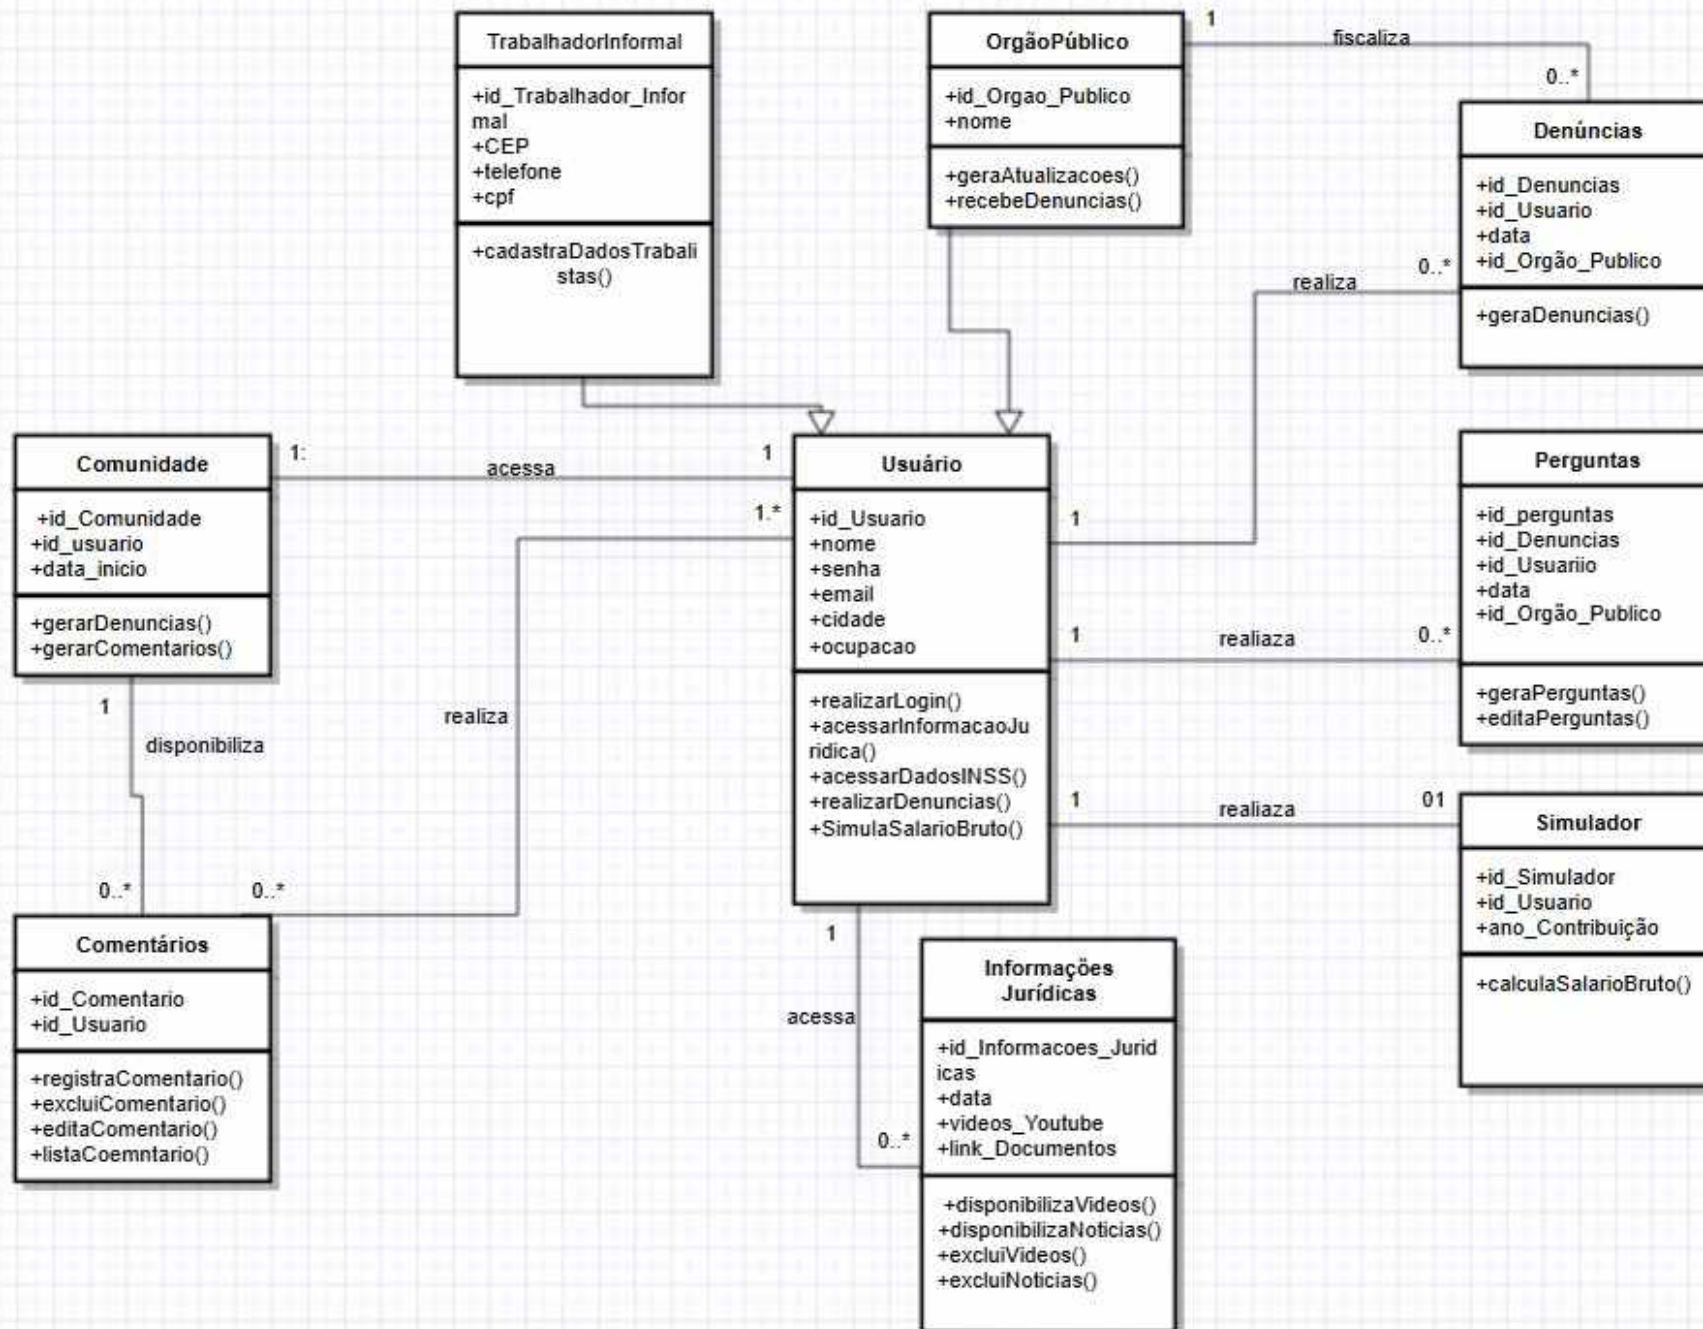 TrabalhadorInformal
+id_Trabalhador_Infor
mal
+CEP
+telefone
+cpf
+cadastraDadosTrabali
stas()
OrgãoPúblico
+id_Orgao_Publico
+nome
+geraAtualizacoes()
+recebeDenuncias()
1
fiscaliza
0..*
Denúncias
+id_Denuncias
+id_Usuario
+data
+id_Orgão_Publico
+geraDenuncias()
0..*
realiza
1
Comunidade
+id_Comunidade
+id_usuario
+data_inicio
+gerarDenuncias()
+gerarComentarios()
1:
acessa
1
1.*
realiza
0..*
1
disponibiliza
0..*
Usuário
+id_Usuario
+nome
+senha
+email
+cidade
+ocupacao
+realizarLogin()
+acessarInformacaoJu
ridica()
+acessarDadosINSS()
+realizarDenuncias()
+SimulaSalarioBruto()
Perguntas
+id_perguntas
+id_Denuncias
+id_Usuariio
+data
+id_Orgão_Publico
+geraPerguntas()
+editaPerguntas()
1
realiaza
0..*
1
realiaza
01
Simulador
+id_Simulador
+id_Usuario
+ano_Contribuição
+calculaSalarioBruto()
Comentários
+id_Comentario
+id_Usuario
+registraComentario()
+excluiComentario()
+editaComentario()
+listaCoemntario()
1
acessa
0..*
Informações
Jurídicas
+id_Informacoes_Jurid
icas
+data
+videos_Youtube
+link_Documentos
+disponibilizaVideos()
+disponibilizaNoticias()
+excluiVideos()
+excluiNoticias()